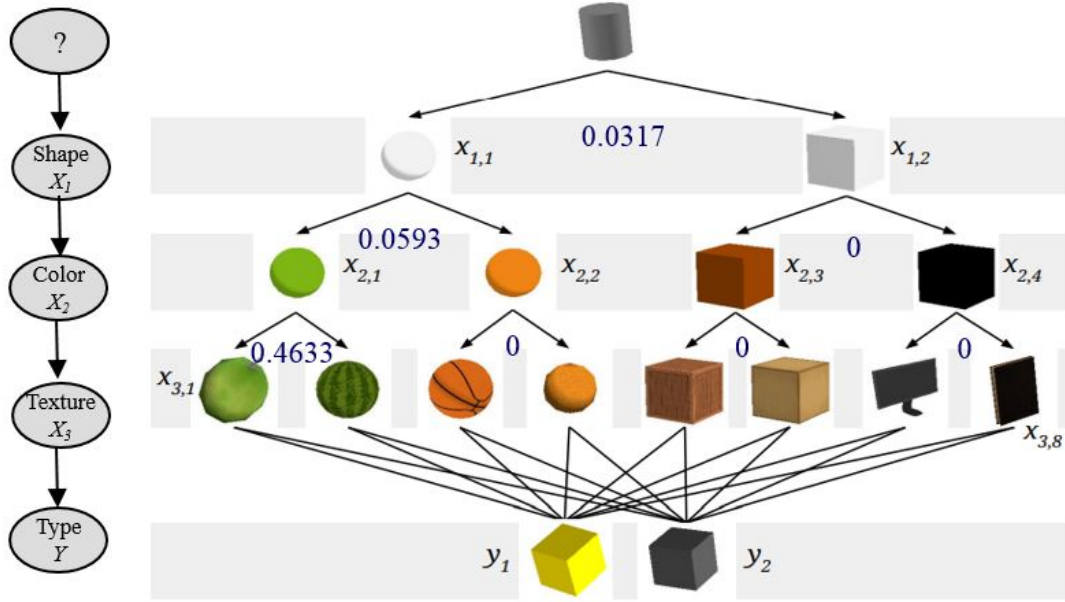 ?
Shape
X1
Color
X2
Texture
X3
Type
Y
x1,1
0.0317
x1,2
x2,1
0.0593
x2,2
x2,3
0
x2,4
x3,1
0.4633
0
0
0
x3,8
y1
y2